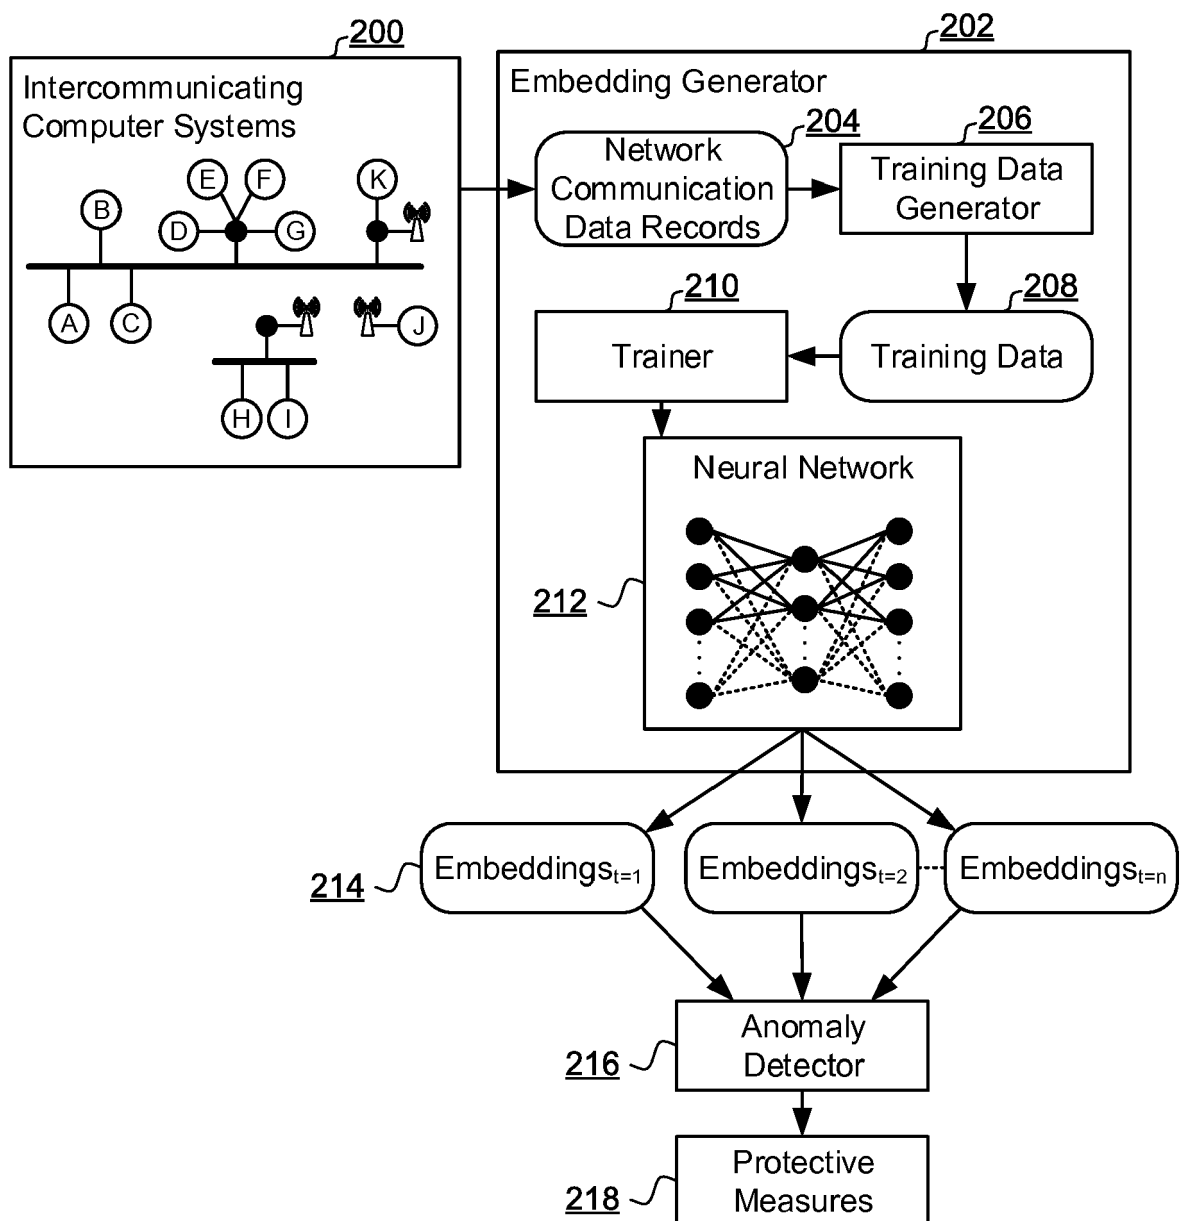 200
Intercommunicating
Computer Systems
E F K
B
D G
A C
J
H I
202
Embedding Generator
204
Network
Communication
Data Records
206
Training Data
Generator
210
Trainer
208
Training Data
Neural Network
212
214
Embeddingst=1
Embeddingst=2
Embeddingst=n
Anomaly
Detector
216
Protective
Measures
218